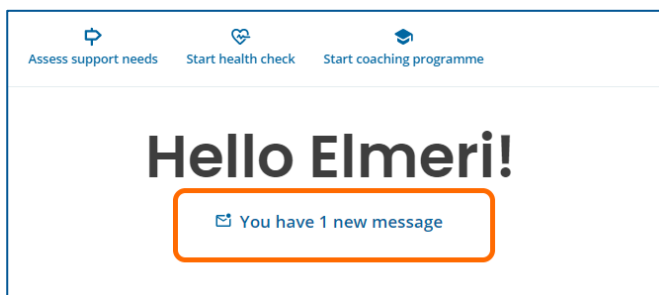 Assess support needs Start health check Start coaching programme
Hello Elmeri!
You have 1 new message